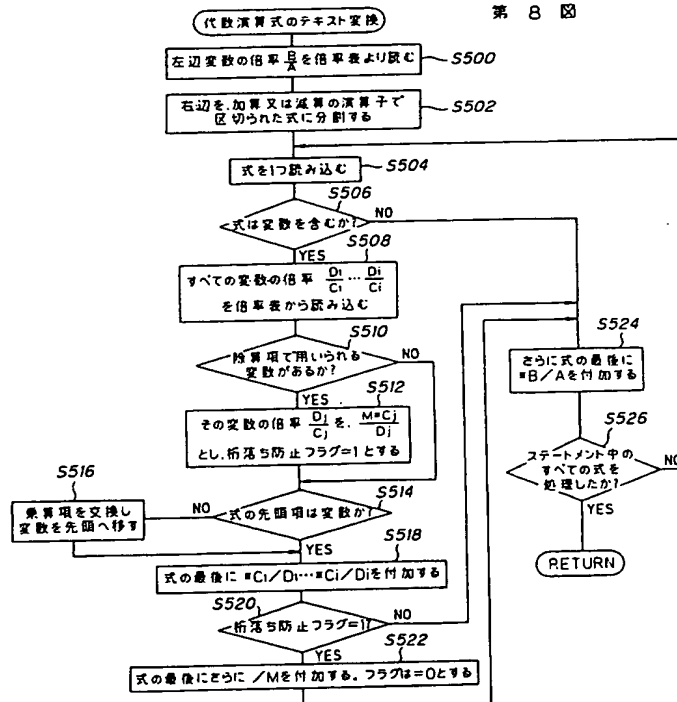 第 8 図
代数演算式のテキスト変換
左辺変数の倍率 B/A を倍率表より読む
S500
右辺を、加算又は減算の演算子で
区切られた式に分割する
S502
式を1つ読み込む
S504
S506
式は変数を含むか?
NO
YES
S508
すべての変数の倍率 D1/C1 … Di/Ci
を倍率表から読み込む
S510
除算項で用いられる
変数があるか?
NO
YES
S512
その変数の倍率 Dj/Cj を、 M*Cj/Dj
とし、桁落ち防止フラグ=1とする
S514
式の先頭項は変数か?
NO
YES
S516
乗算項を交換し
変数を先頭へ移す
S518
式の最後に *C1/D1…*Ci/Diを付加する
S520
桁落ち防止フラグ=1?
NO
YES
S522
式の最後にさらに /Mを付加する。フラグは=0とする
S524
さらに式の最後に
*B/Aを付加する
S526
ステートメント中の
すべての式を
処理したか?
NO
YES
RETURN